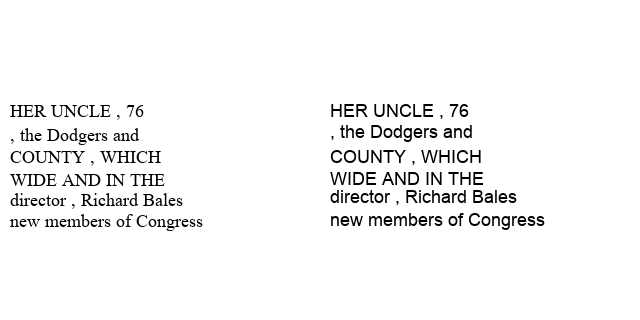 HER UNCLE , 76
, the Dodgers and
COUNTY , WHICH
WIDE AND IN THE
director , Richard Bales
new members of Congress
HER UNCLE , 76
, the Dodgers and
COUNTY , WHICH
WIDE AND IN THE
director , Richard Bales
new members of Congress